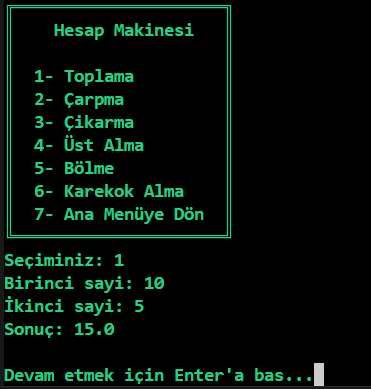 Hesap Makinesi
1- Toplama
2- Çarpma
3- Çikarma
4- Üst Alma
5- Bölme
6- Karekok Alma
7- Ana Menüye Dön
Seçiminiz: 1
Birinci sayi: 10
İkinci sayi: 5
Sonuç: 15.0
Devam etmek için Enter'a bas...